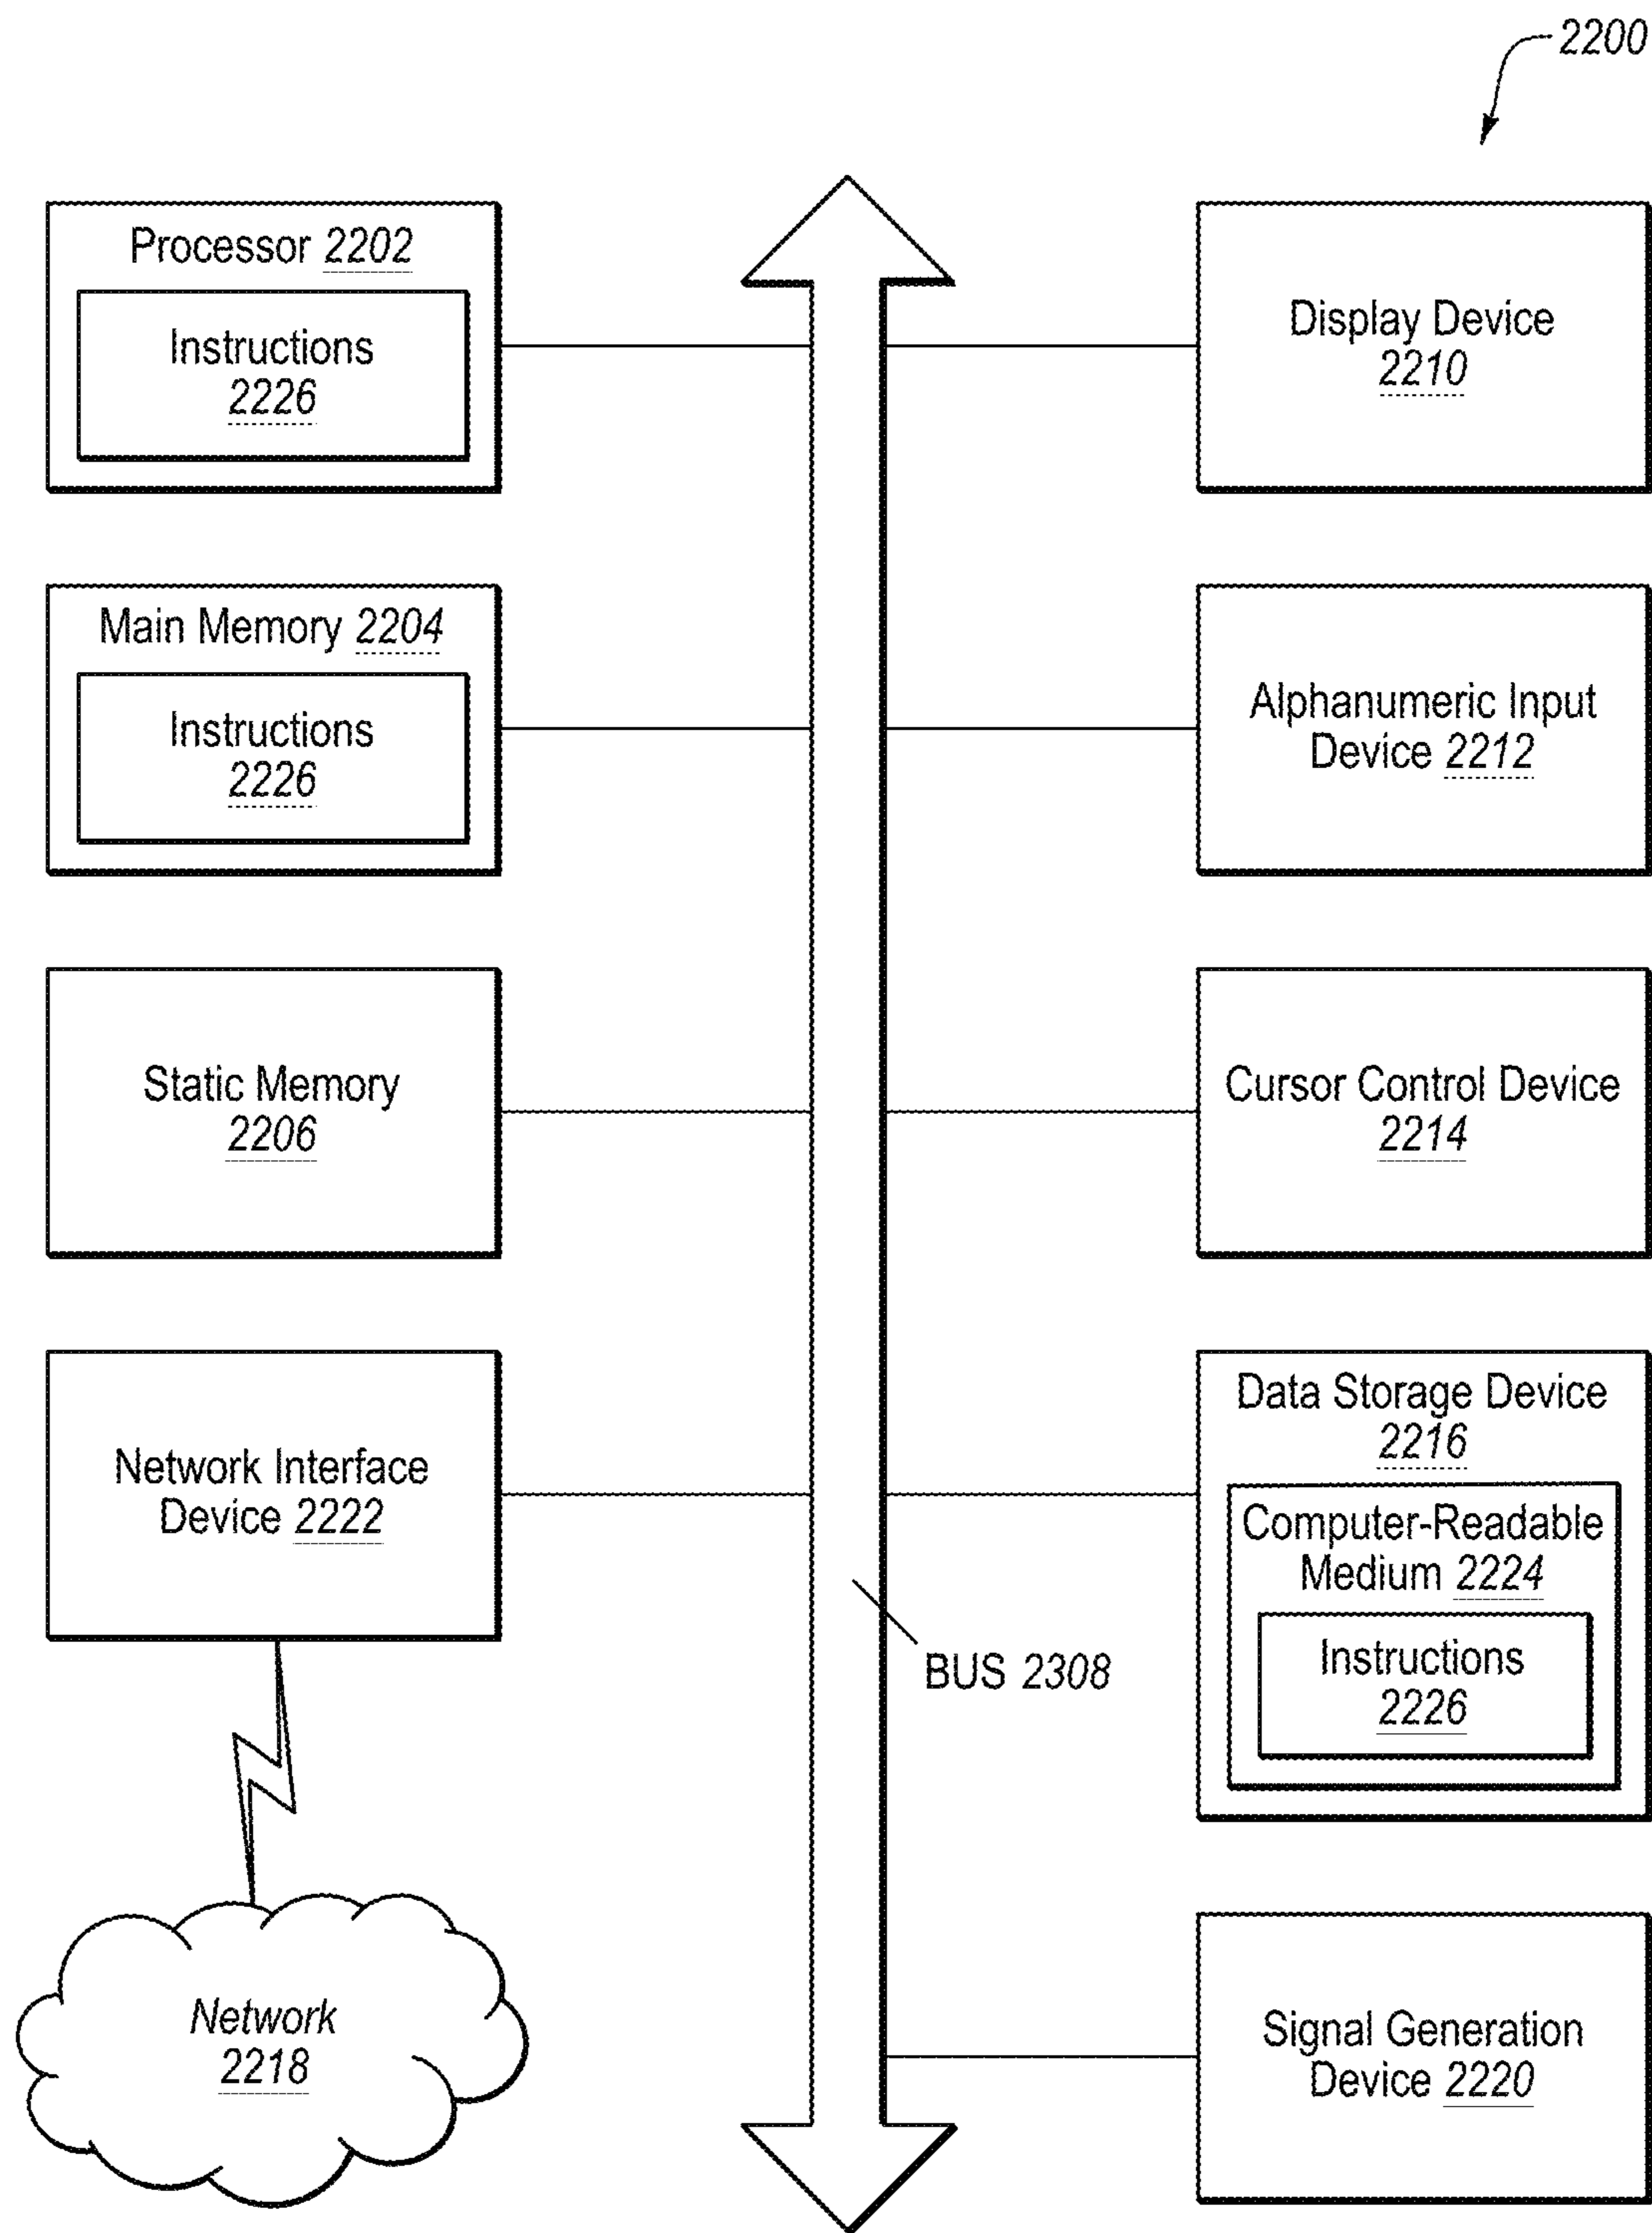 2200
Processor 2202
Instructions
2226
Main Memory 2204
Instructions
2226
Static Memory
2206
Network Interface
Device 2222
Network
2218
BUS 2308
Display Device
2210
Alphanumeric Input
Device 2212
Cursor Control Device
2214
Data Storage Device
2216
Computer-Readable
Medium 2224
Instructions
2226
Signal Generation
Device 2220